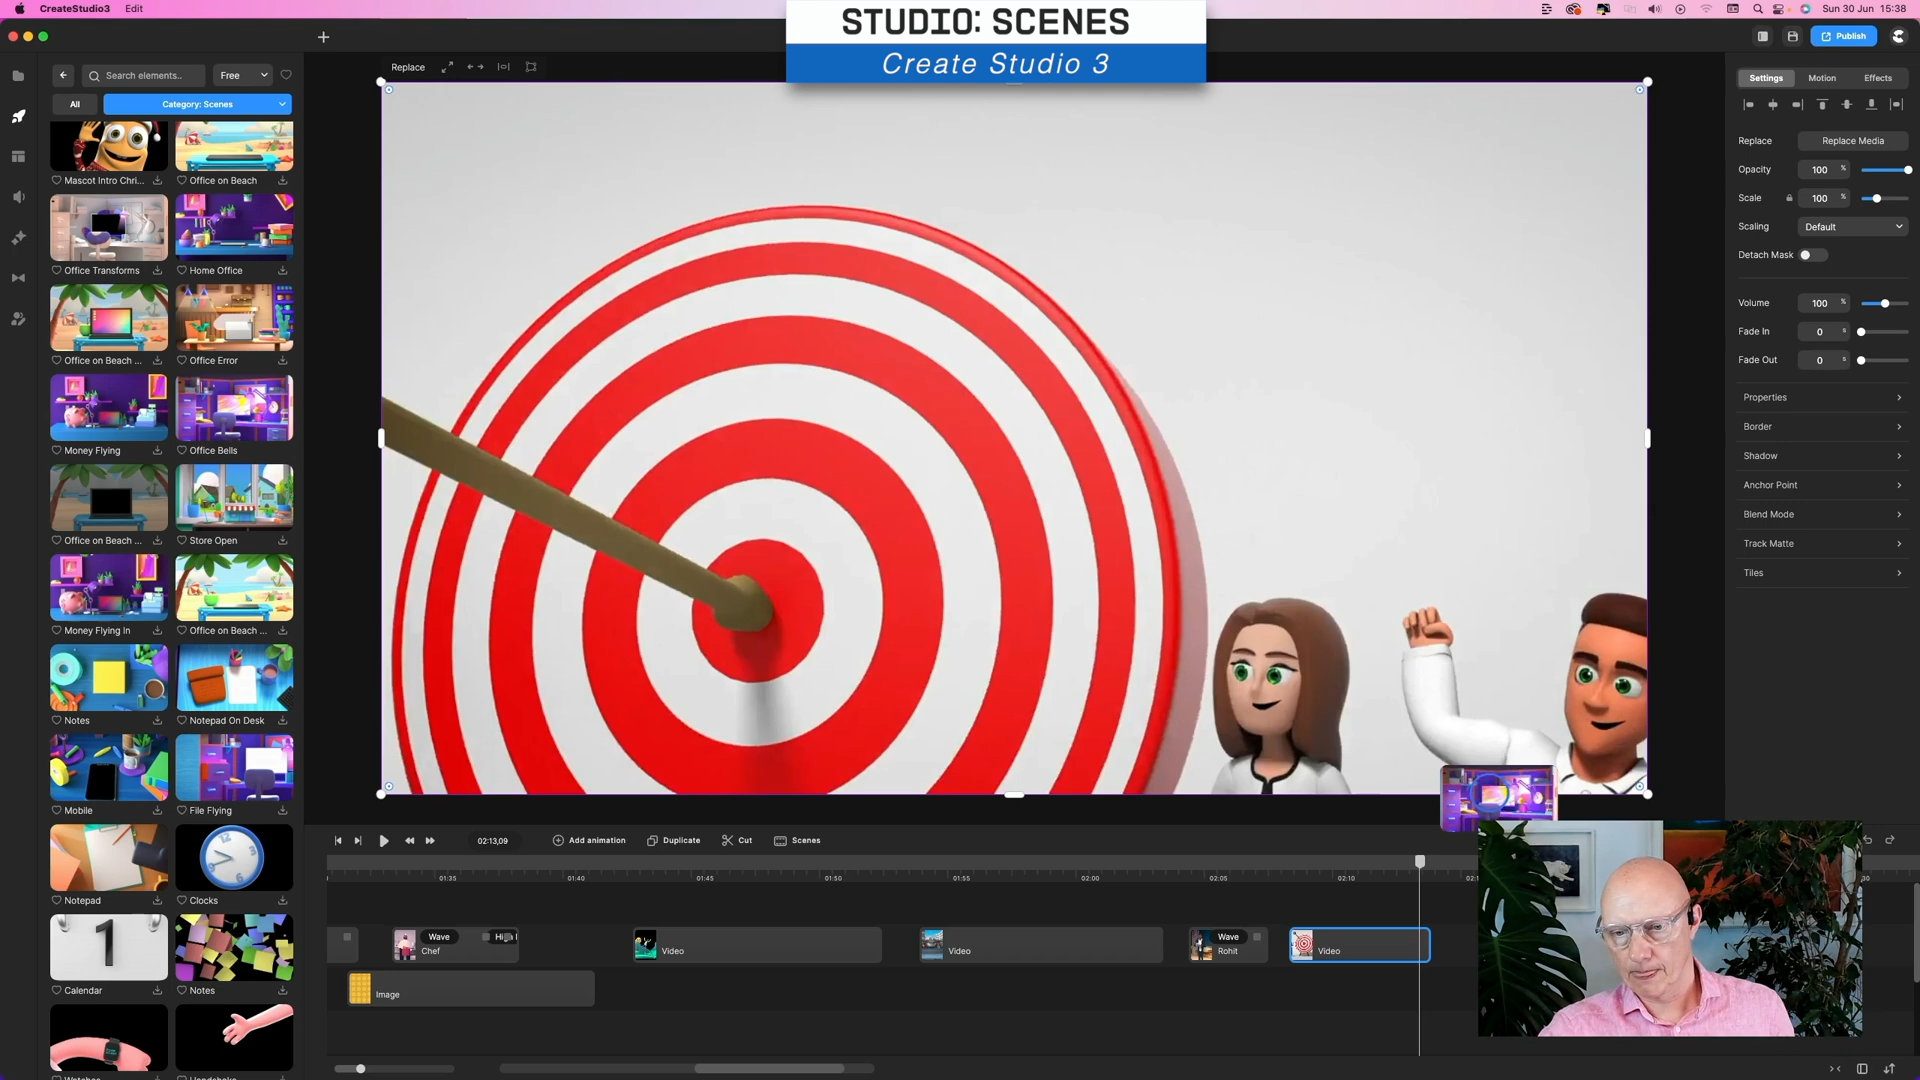 CreateStudio3 Edit
Sun 30 Jun 15:38
STUDIO: SCENES
Create Studio 3
Publish
Search elements..
Free
All
Category: Scenes
Replace
Settings
Motion
Effects
Mascot Intro Chri...
Office on Beach
Office Transforms
Home Office
Office on Beach ...
Office Error
Money Flying
Office Bells
Office on Beach ...
Store Open
Money Flying In
Office on Beach ...
Notes
Notepad On Desk
Mobile
File Flying
Notepad
Clocks
Calendar
Notes
Replace
Replace Media
Opacity 100 %
Scale 100 %
Scaling Default
Detach Mask
Volume 100 %
Fade In 0 s
Fade Out 0 s
Properties
Border
Shadow
Anchor Point
Blend Mode
Track Matte
Tiles
02:13,09
Add animation
Duplicate
Cut
Scenes
01:35
01:40
01:45
01:50
01:55
02:00
02:05
02:10
Wave
Chef
Video
Video
Wave
Rohit
Video
Image